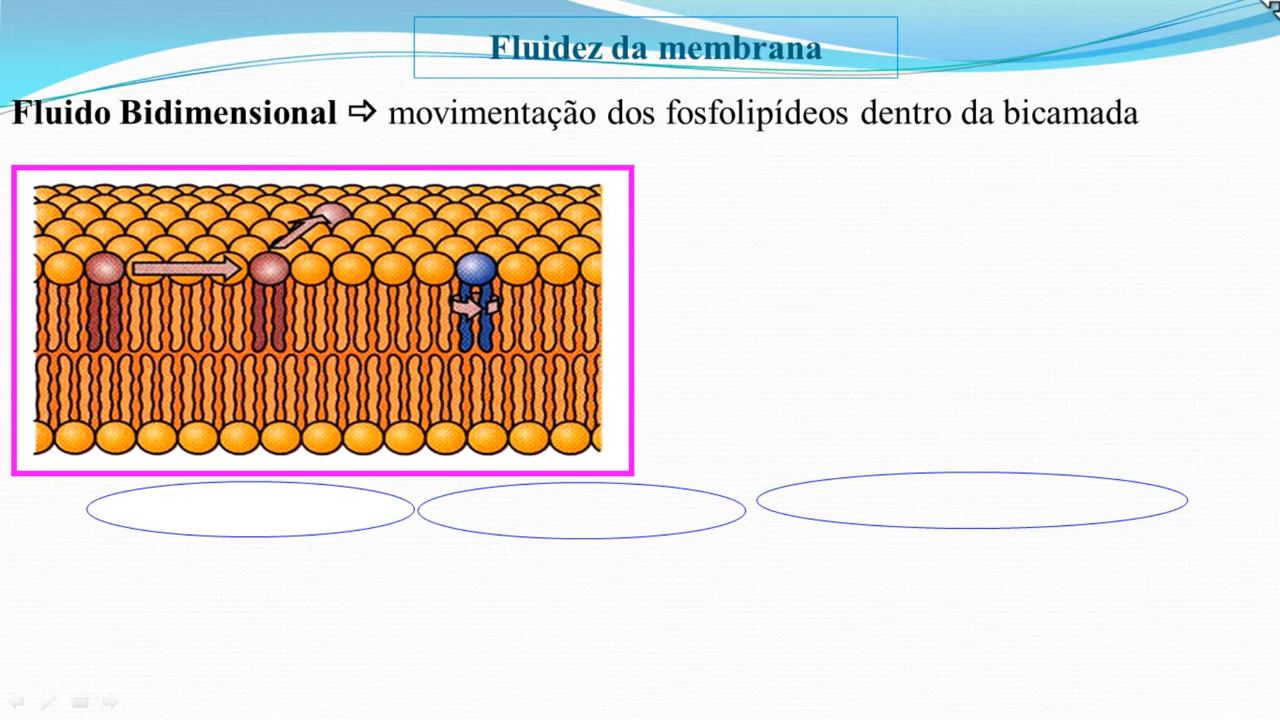 Fluidez da membrana
Fluido Bidimensional ⇨ movimentação dos fosfolipídeos dentro da bicamada